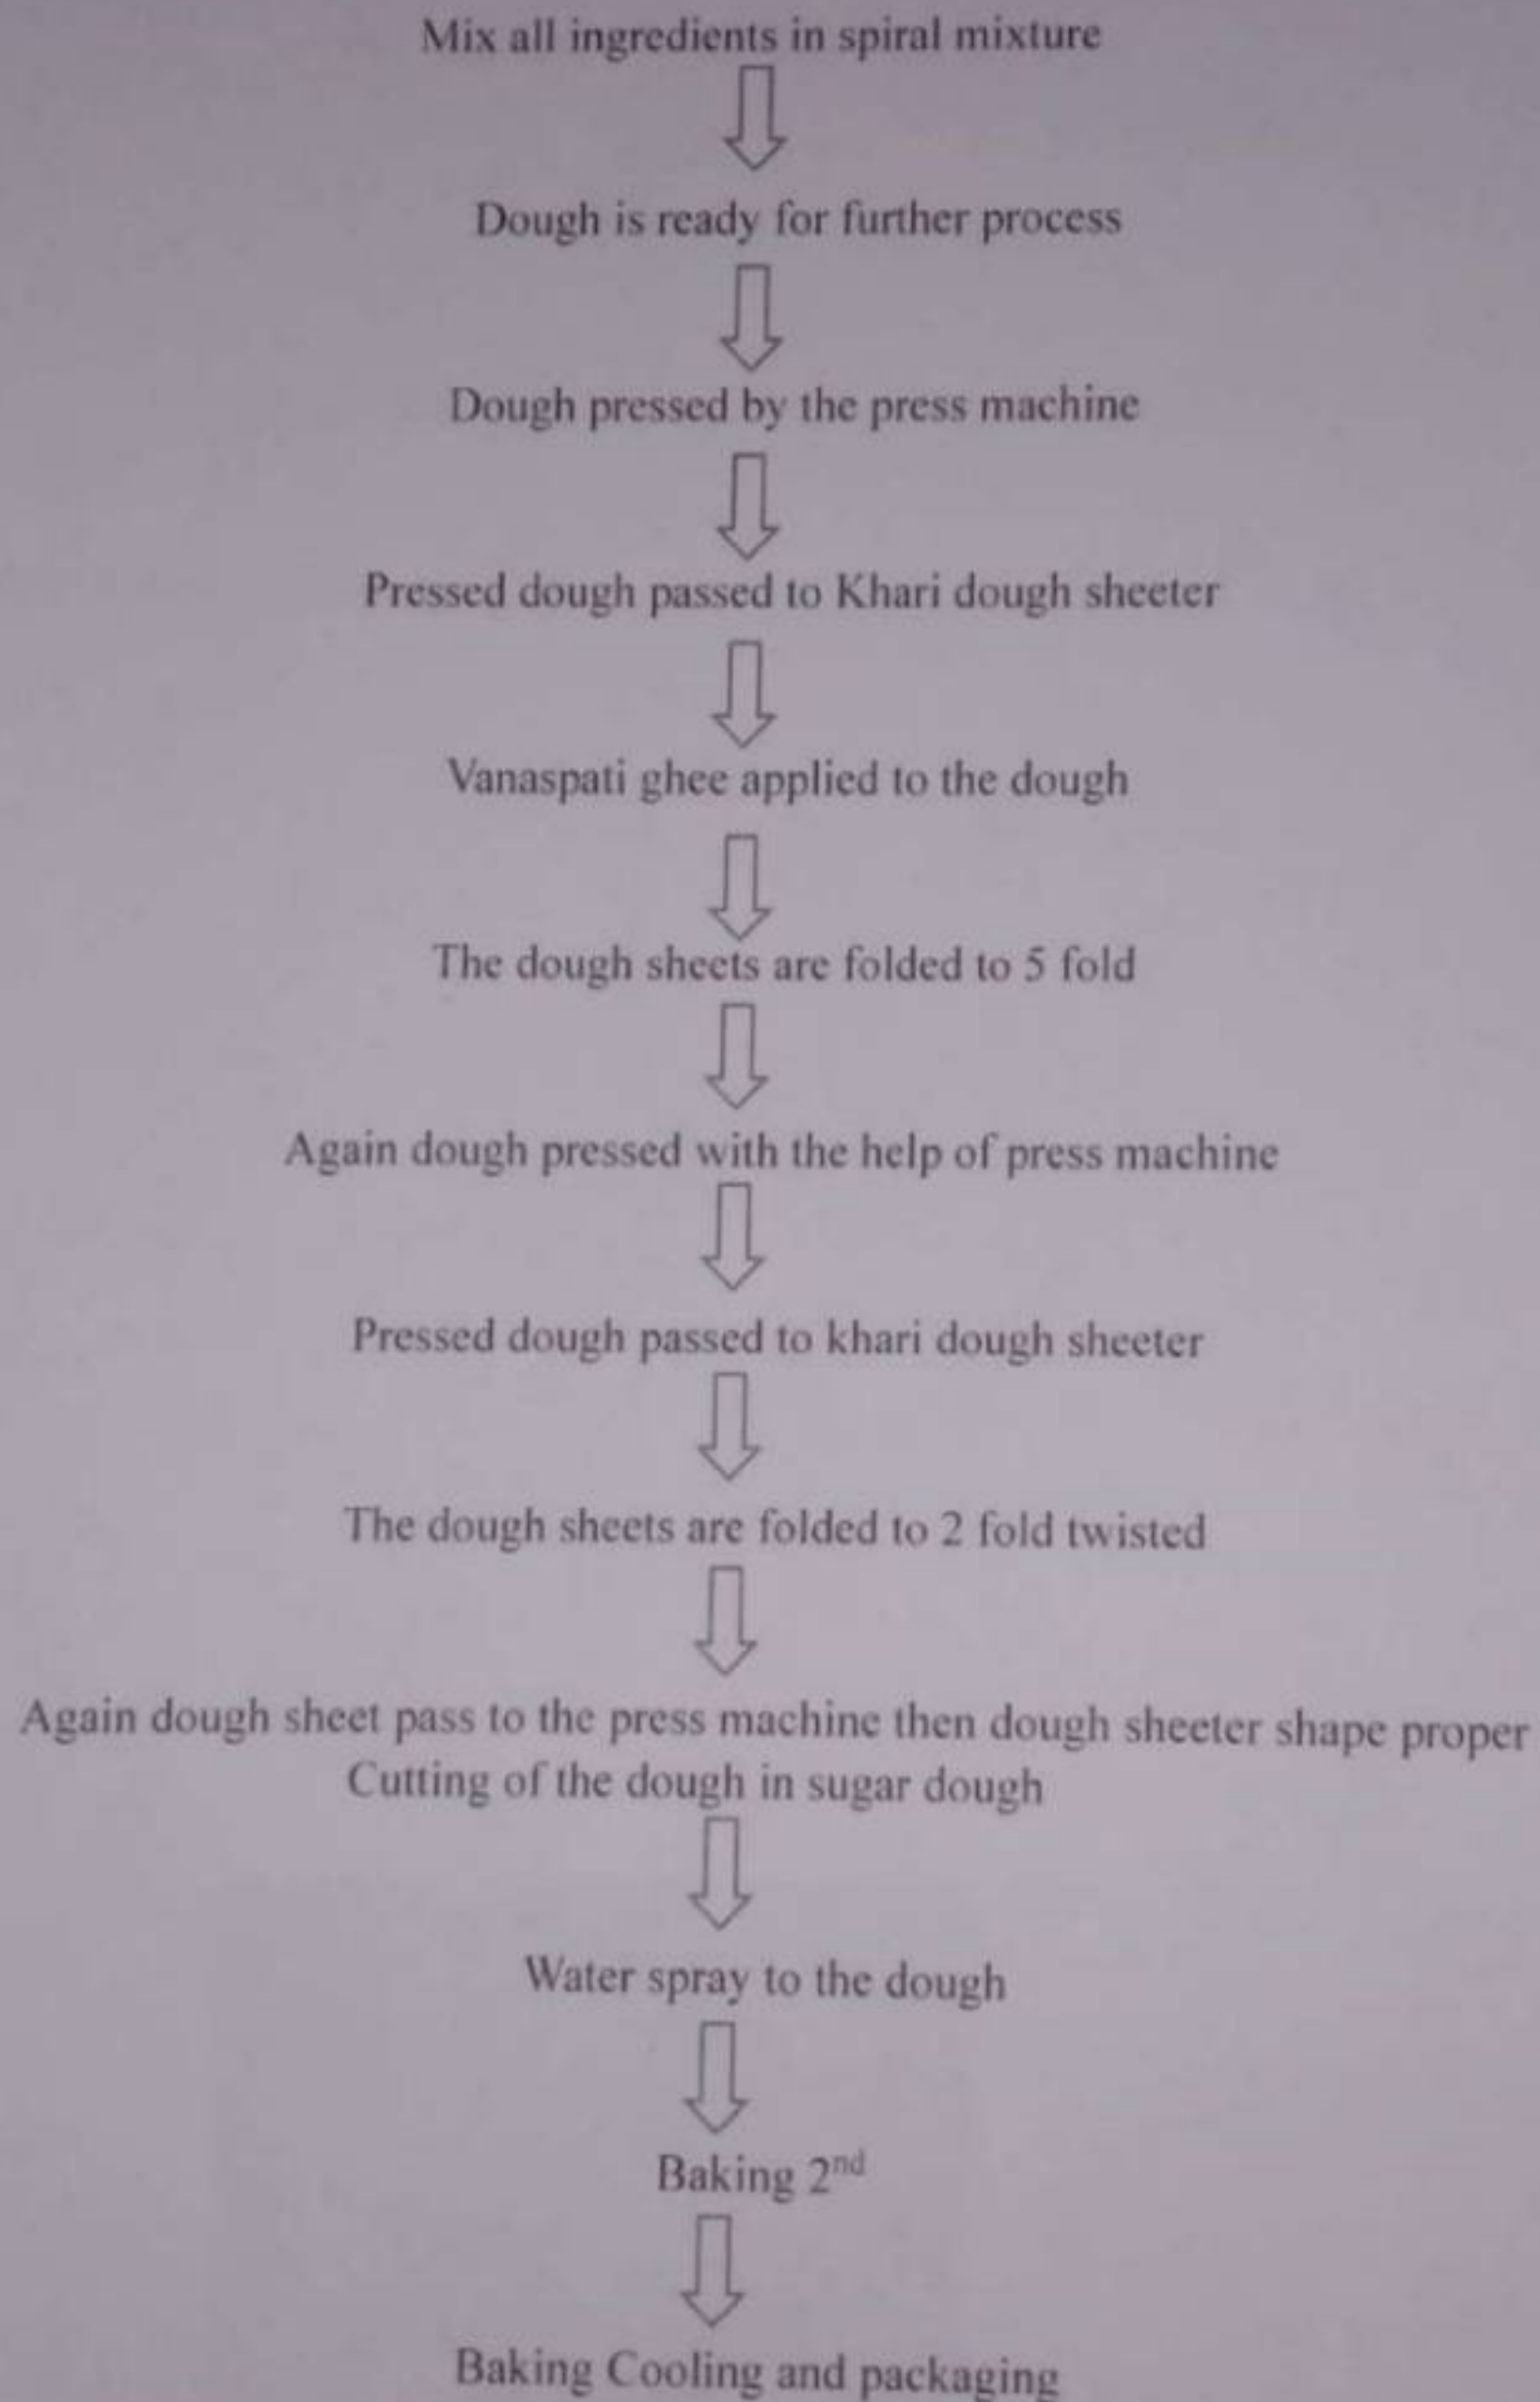 Mix all ingredients in spiral mixture
Dough is ready for further process
Dough pressed by the press machine
Pressed dough passed to Khari dough sheeter
Vanaspati ghee applied to the dough
The dough sheets are folded to 5 fold
Again dough pressed with the help of press machine
Pressed dough passed to khari dough sheeter
The dough sheets are folded to 2 fold twisted
Again dough sheet pass to the press machine then dough sheeter shape proper
Cutting of the dough in sugar dough
Water spray to the dough
Baking 2nd
Baking Cooling and packaging